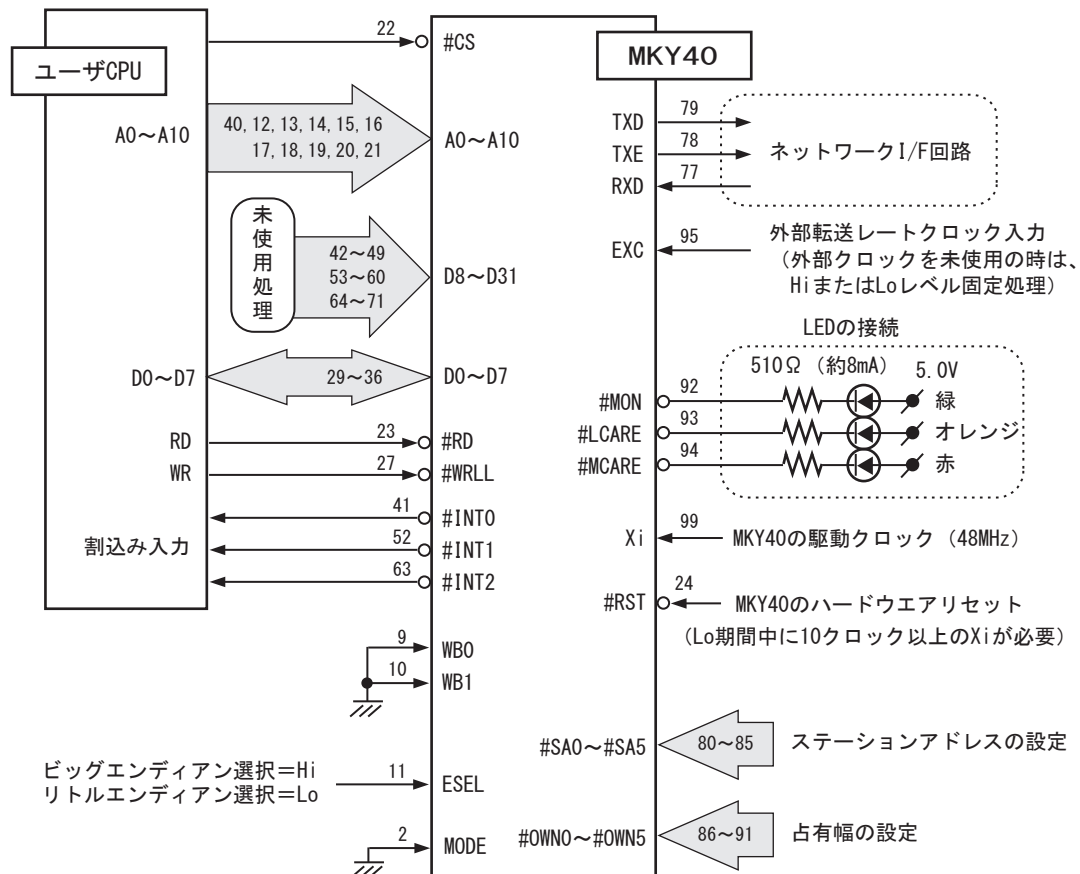 22
#CS
MKY40
ユーザCPU
A0～A10
40, 12, 13, 14, 15, 16
17, 18, 19, 20, 21
A0～A10
TXD
79
TXE
78
RXD
77
ネットワークI/F回路
未使用処理
42～49
53～60
64～71
D8～D31
EXC
95
外部転送レートクロック入力
（外部クロックを未使用の時は、
HiまたはLoレベル固定処理）
LEDの接続
510Ω （約8mA）
5.0V
D0～D7
29～36
D0～D7
#MON
92
緑
#LCARE
93
オレンジ
#MCARE
94
赤
RD
23
#RD
WR
27
#WRLL
割込み入力
41
#INT0
52
#INT1
63
#INT2
Xi
99
MKY40の駆動クロック（48MHz）
#RST
24
MKY40のハードウエアリセット
（Lo期間中に10クロック以上のXiが必要）
9
WB0
10
WB1
#SA0～#SA5
80～85
ステーションアドレスの設定
ビッグエンディアン選択＝Hi
リトルエンディアン選択＝Lo
11
ESEL
#OWN0～#OWN5
86～91
占有幅の設定
2
MODE